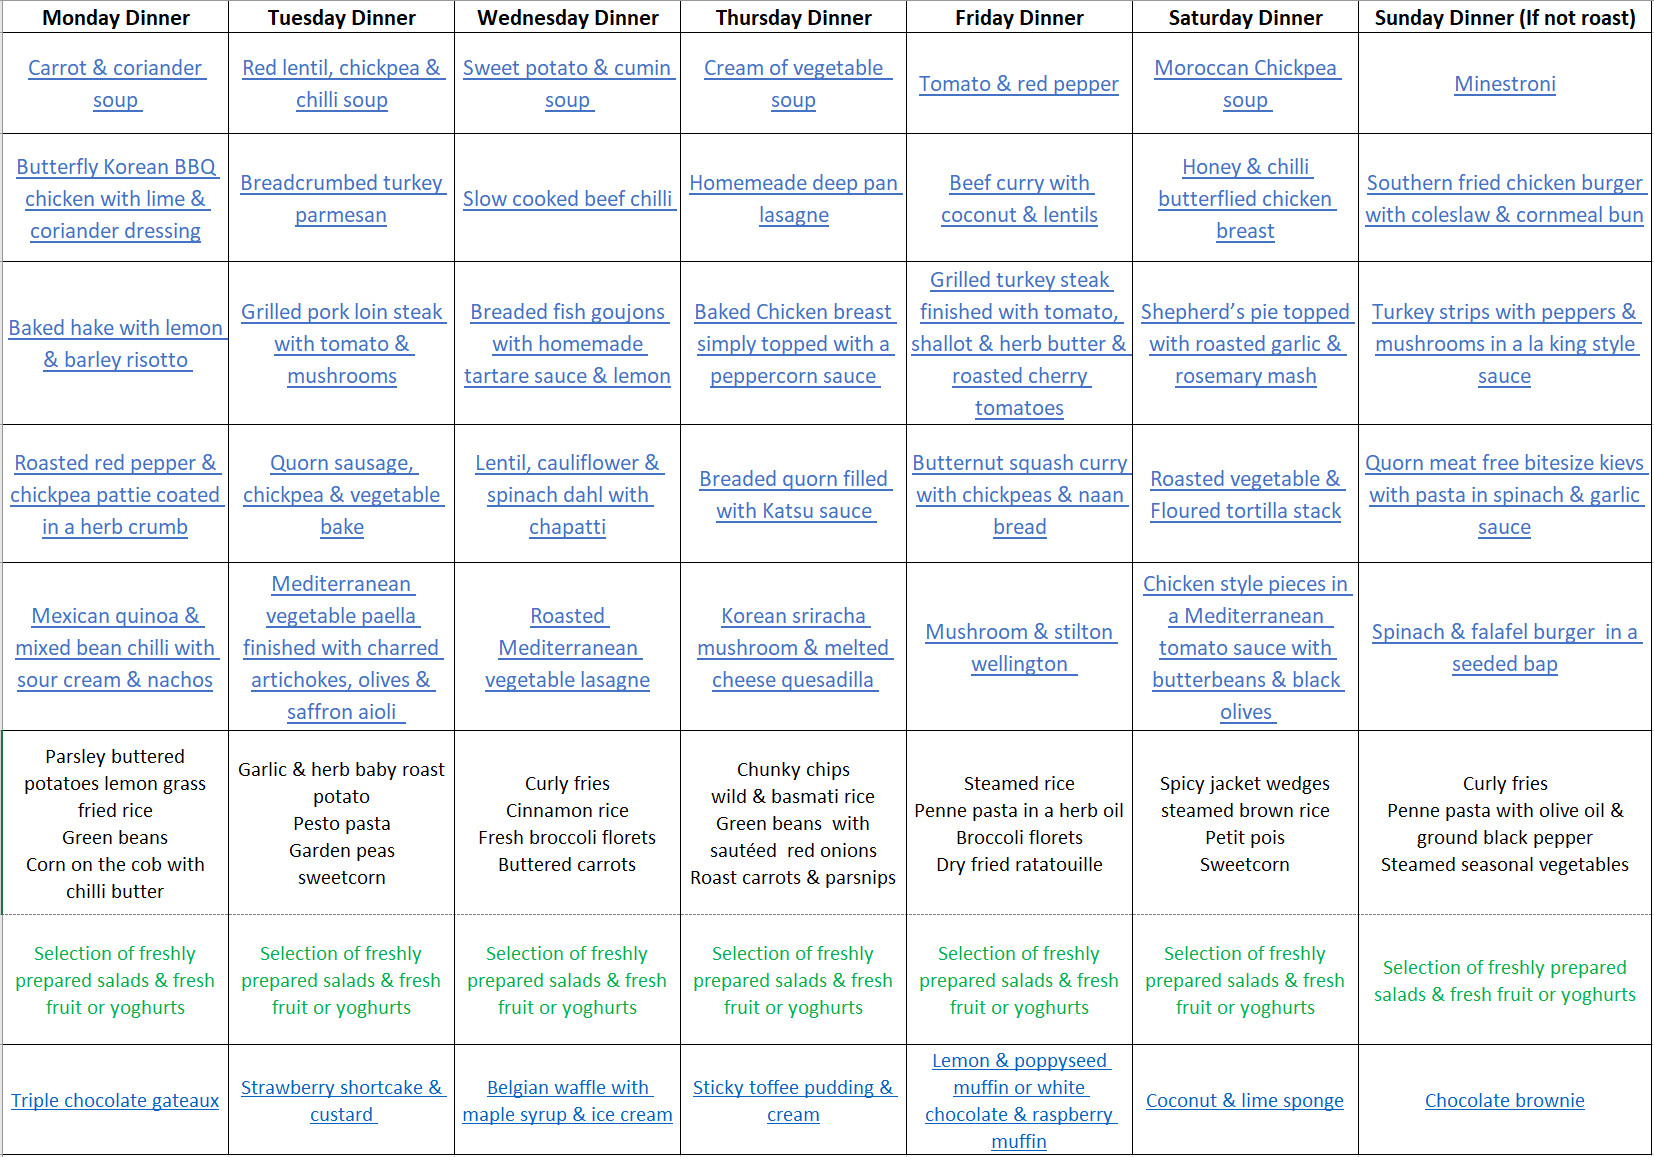 Monday Dinner
Tuesday Dinner
Wednesday Dinner
Thursday Dinner
Friday Dinner
Saturday Dinner
Sunday Dinner (If not roast)
Carrot & coriander
soup
Red lentil, chickpea &
chilli soup
Sweet potato & cumin
soup
Cream of vegetable
soup
Tomato & red pepper
Moroccan Chickpea
soup
Minestroni
Butterfly Korean BBQ
chicken with lime &
coriander dressing
Breadcrumbed turkey
parmesan
Slow cooked beef chilli
Homemeade deep pan
lasagne
Beef curry with
coconut & lentils
Honey & chilli
butterflied chicken
breast
Southern fried chicken burger
with coleslaw & cornmeal bun
Baked hake with lemon
& barley risotto
Grilled pork loin steak
with tomato &
mushrooms
Breaded fish goujons
with homemade
tartare sauce & lemon
Baked Chicken breast
simply topped with a
peppercorn sauce
Grilled turkey steak
finished with tomato,
shallot & herb butter &
roasted cherry
tomatoes
Shepherd’s pie topped
with roasted garlic &
rosemary mash
Turkey strips with peppers &
mushrooms in a la king style
sauce
Roasted red pepper &
chickpea pattie coated
in a herb crumb
Quorn sausage,
chickpea & vegetable
bake
Lentil, cauliflower &
spinach dahl with
chapatti
Breaded quorn filled
with Katsu sauce
Butternut squash curry
with chickpeas & naan
bread
Roasted vegetable &
Floured tortilla stack
Quorn meat free bitesize kievs
with pasta in spinach & garlic
sauce
Mexican quinoa &
mixed bean chilli with
sour cream & nachos
Mediterranean
vegetable paella
finished with charred
artichokes, olives &
saffron aioli
Roasted
Mediterranean
vegetable lasagne
Korean sriracha
mushroom & melted
cheese quesadilla
Mushroom & stilton
wellington
Chicken style pieces in
a Mediterranean
tomato sauce with
butterbeans & black
olives
Spinach & falafel burger in a
seeded bap
Parsley buttered
potatoes lemon grass
fried rice
Green beans
Corn on the cob with
chilli butter
Garlic & herb baby roast
potato
Pesto pasta
Garden peas
sweetcorn
Curly fries
Cinnamon rice
Fresh broccoli florets
Buttered carrots
Chunky chips
wild & basmati rice
Green beans with
sautéed red onions
Roast carrots & parsnips
Steamed rice
Penne pasta in a herb oil
Broccoli florets
Dry fried ratatouille
Spicy jacket wedges
steamed brown rice
Petit pois
Sweetcorn
Curly fries
Penne pasta with olive oil &
ground black pepper
Steamed seasonal vegetables
Selection of freshly
prepared salads & fresh
fruit or yoghurts
Selection of freshly
prepared salads & fresh
fruit or yoghurts
Selection of freshly
prepared salads & fresh
fruit or yoghurts
Selection of freshly
prepared salads & fresh
fruit or yoghurts
Selection of freshly
prepared salads & fresh
fruit or yoghurts
Selection of freshly
prepared salads & fresh
fruit or yoghurts
Selection of freshly prepared
salads & fresh fruit or yoghurts
Triple chocolate gateaux
Strawberry shortcake &
custard
Belgian waffle with
maple syrup & ice cream
Sticky toffee pudding &
cream
Lemon & poppyseed
muffin or white
chocolate & raspberry
muffin
Coconut & lime sponge
Chocolate brownie